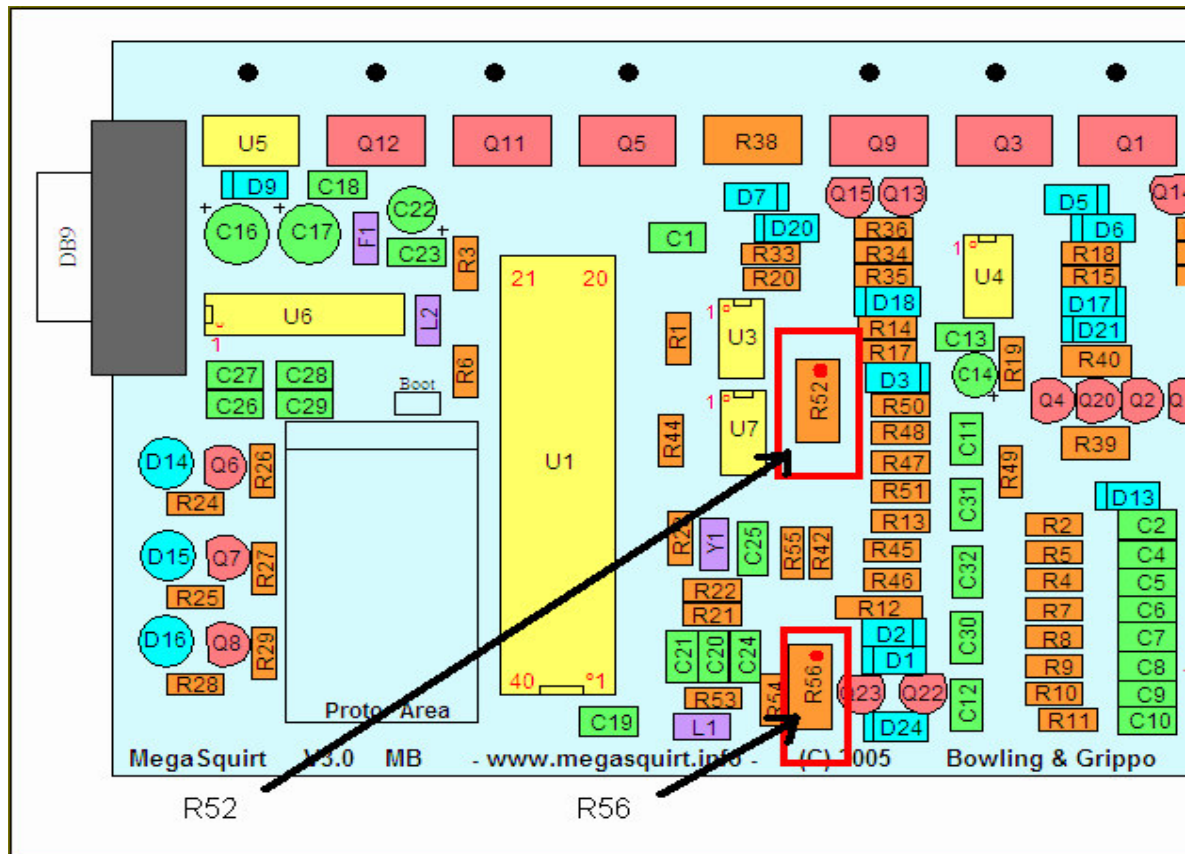 U5 Q12 Q11 Q5 R38 Q9 Q3 Q1
D9 C18 D7 Q15 Q13 D5 Q14
+ + C16 C17 F1 C22 + D20 R36 D6
DB9 C23 R3 C1 R33 R34 1 U4 R18
21 20 R20 R35 R15
U6 1 L2 R1 1 U3 D18 D17
R14 C13 R19 D21
C27 C28 R6 R17 R40
Boot R52 D3 C14 +
C26 C29 1 U7 R50 Q4 Q20 Q2
D14 Q6 R26 U1 R44 R48 C11 R39
R24 R47 R49
R51 C31 D13
Y1 C25 R55 R42 R13 R2 C2
D15 Q7 R27 R45 C32 R5 C4
R25 R22 R46 R4 C5
R21 R12 R7 C6
D16 Q8 R29 C21 C20 C24 D2 C30 R8 C7
R28 40 °1 R54 R56 D1 R9 C8
R53 Q23 Q22 C12 R10 C9
Proto Area C19 L1 D24 R11 C10
MegaSquirt V3.0 MB - www.megasquirt.info - (C) 2005 Bowling & Grippo
R52 R56